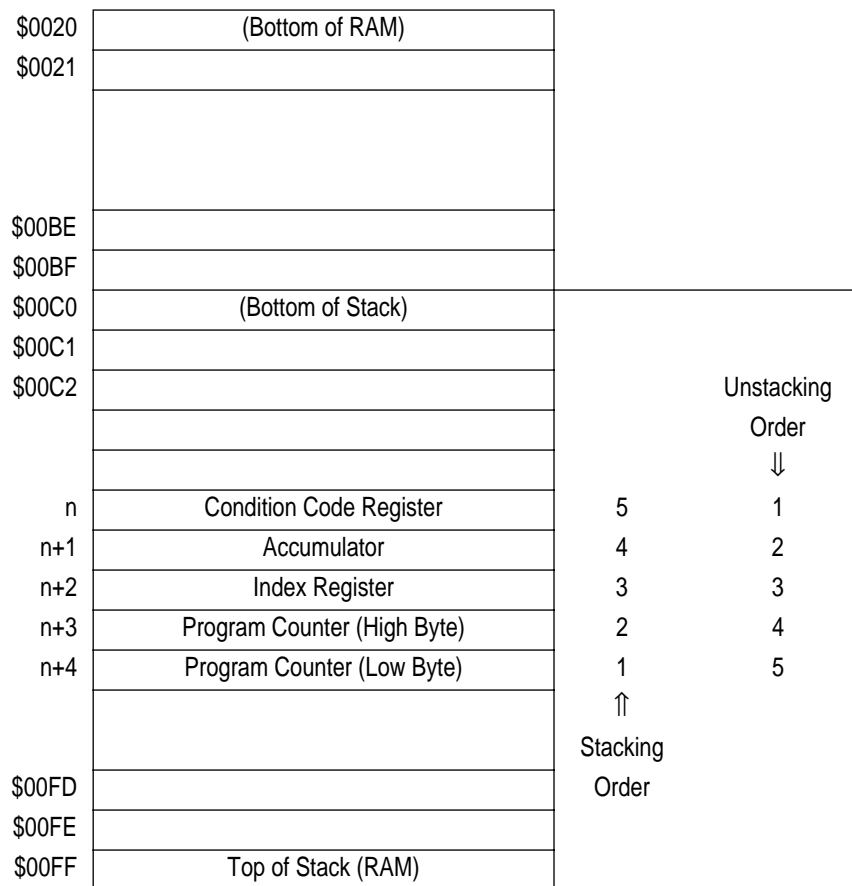 $0020 (Bottom of RAM)
$0021
$00BE
$00BF
$00C0 (Bottom of Stack)
$00C1
$00C2 Unstacking
Order
⇓
n Condition Code Register 5 1
n+1 Accumulator 4 2
n+2 Index Register 3 3
n+3 Program Counter (High Byte) 2 4
n+4 Program Counter (Low Byte) 1 5
⇑
Stacking
$00FD Order
$00FE
$00FF Top of Stack (RAM)